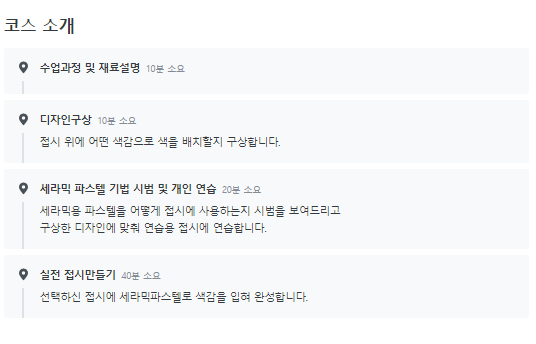 코스 소개
수업과정 및 재료설명 10분 소요
디자인구상 10분 소요
접시 위에 어떤 색감으로 색을 배치할지 구상합니다.
세라믹 파스텔 기법 시범 및 개인 연습 20분 소요
세라믹용 파스텔을 어떻게 접시에 사용하는지 시범을 보여드리고
구상한 디자인에 맞춰 연습용 접시에 연습합니다.
실전 접시만들기 40분 소요
선택하신 접시에 세라믹파스텔로 색감을 입혀 완성합니다.